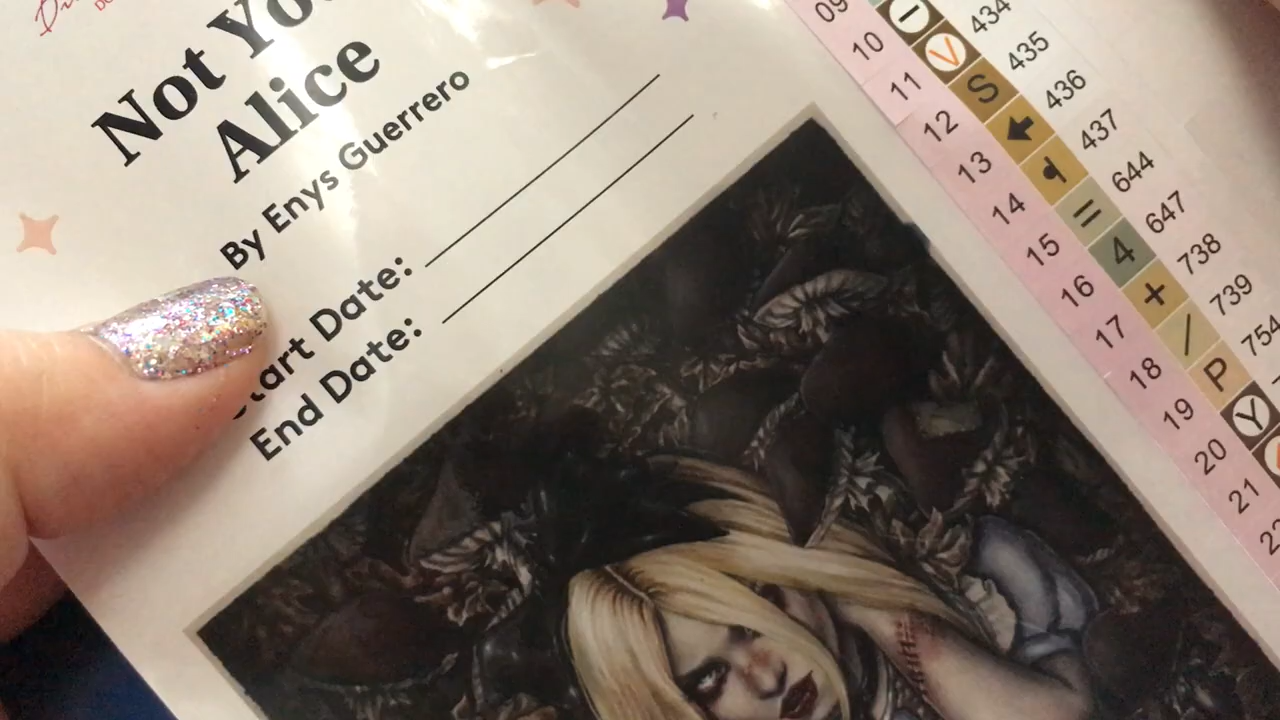 Not
Alice
By Enys Guerrero
Start Date:
End Date:
09 –
10 V 434
11 S 435
12 436
13 437
14 = 644
15 4 647
16 + 738
17 / 739
18 P 754
19 Y
20
21